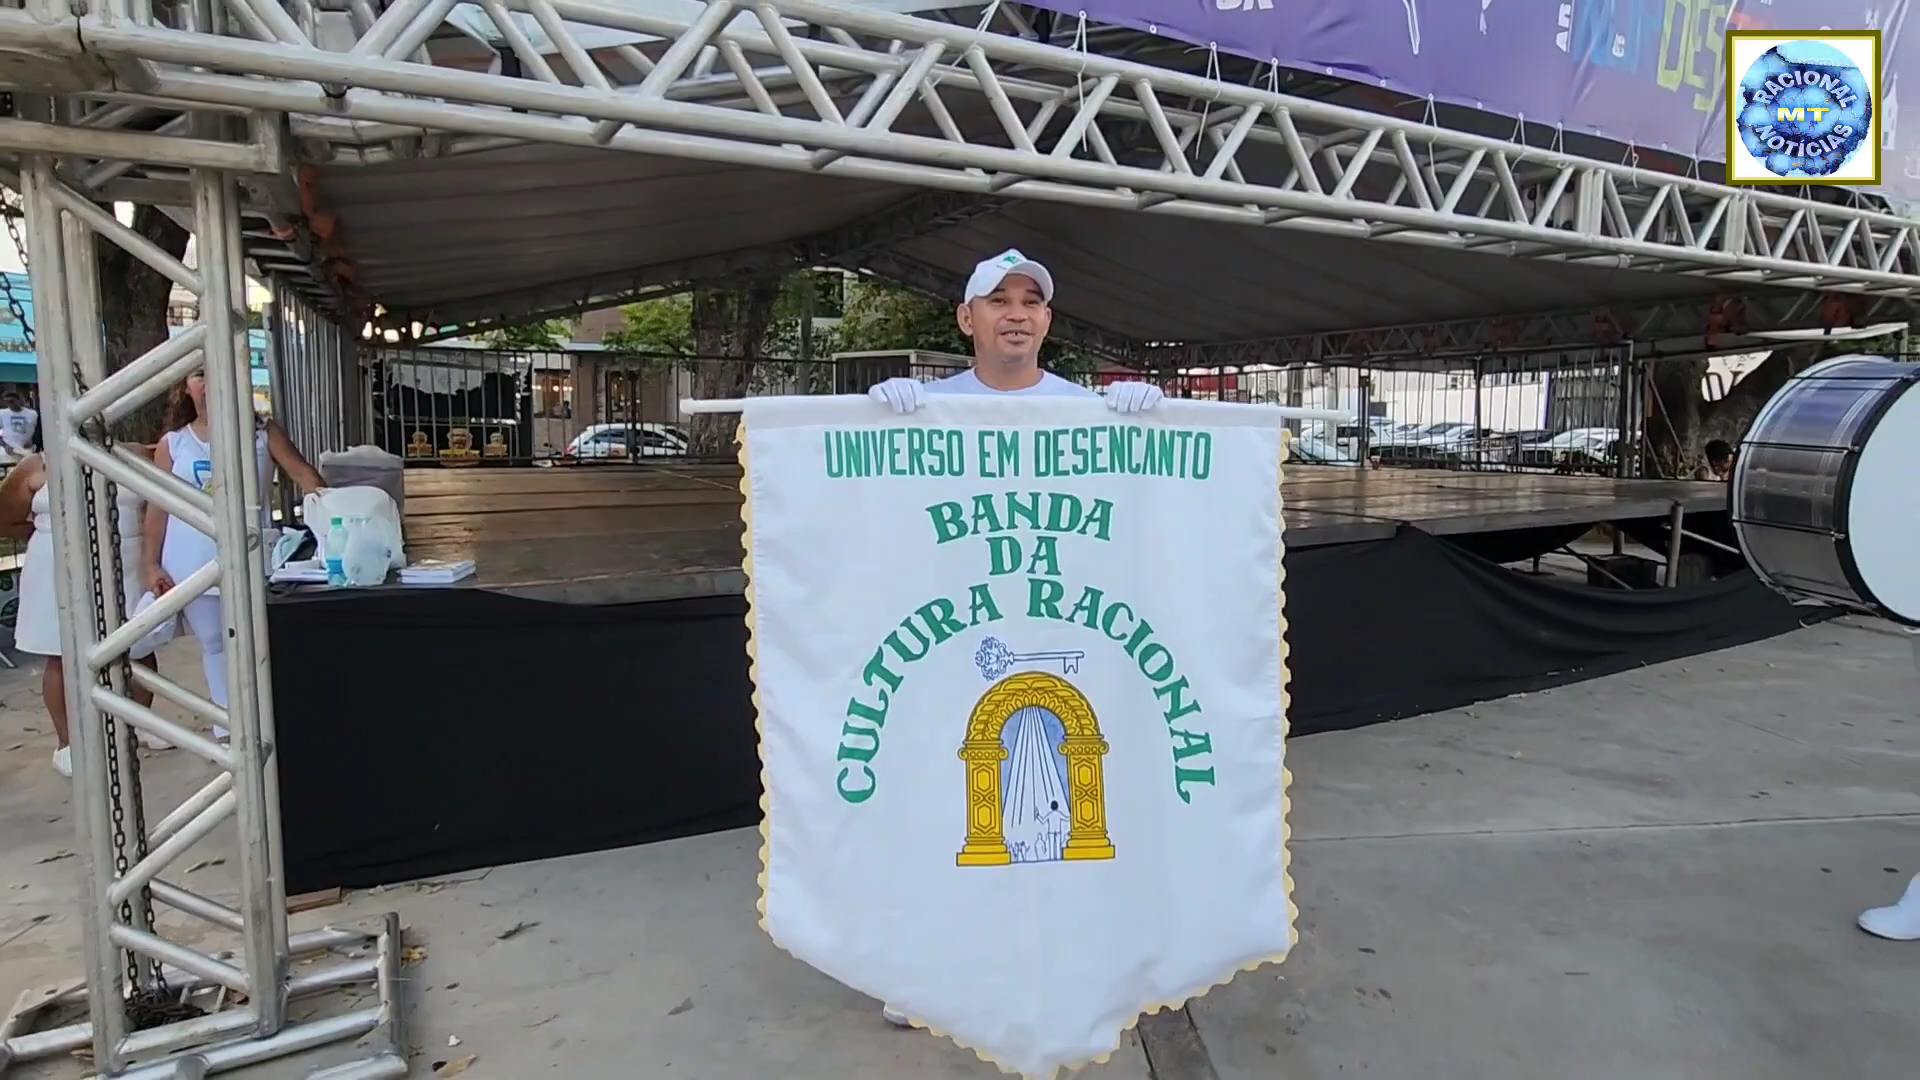 RACIONAL
MT
NOTÍCIAS
UNIVERSO EM DESENCANTO
BANDA
DA
CULTURA RACIONAL